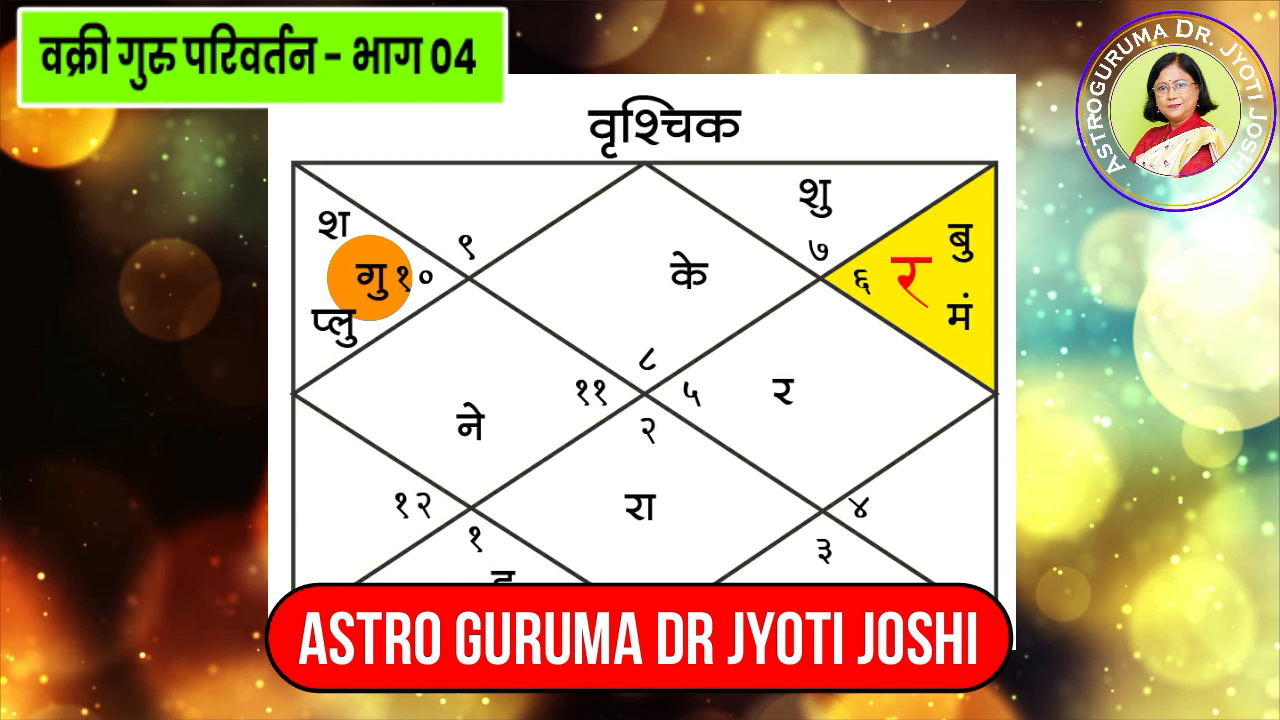 वक्री गुरु परिवर्तन - भाग 04
ASTROGURUMA DR. JYOTI JOSHI
वृश्चिक
शु
श
बु
९
७
के
र
गु १०
६
मं
प्लु
८
११
५
र
ने
२
१२
रा
४
१
३
ASTRO GURUMA DR JYOTI JOSHI